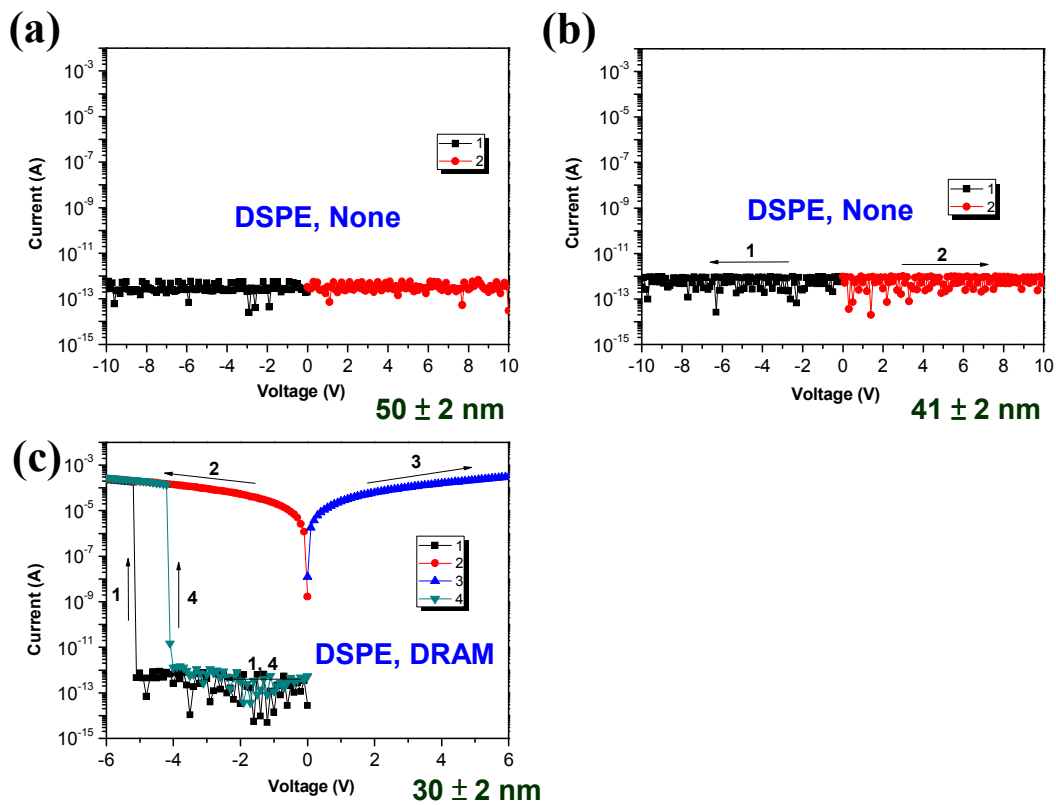 (a)
Current (A)
10^-3
10^-5
10^-7
10^-9
10^-11
10^-13
10^-15
1
2
DSPE, None
-10 -8 -6 -4 -2 0 2 4 6 8 10
Voltage (V)
50 ± 2 nm
(b)
Current (A)
10^-3
10^-5
10^-7
10^-9
10^-11
10^-13
10^-15
1
2
DSPE, None
1 2
-10 -8 -6 -4 -2 0 2 4 6 8 10
Voltage (V)
41 ± 2 nm
(c)
Current (A)
10^-3
10^-5
10^-7
10^-9
10^-11
10^-13
10^-15
2 3
1
2
3
4
1 4
1, 4
DSPE, DRAM
-6 -4 -2 0 2 4 6
Voltage (V)
30 ± 2 nm